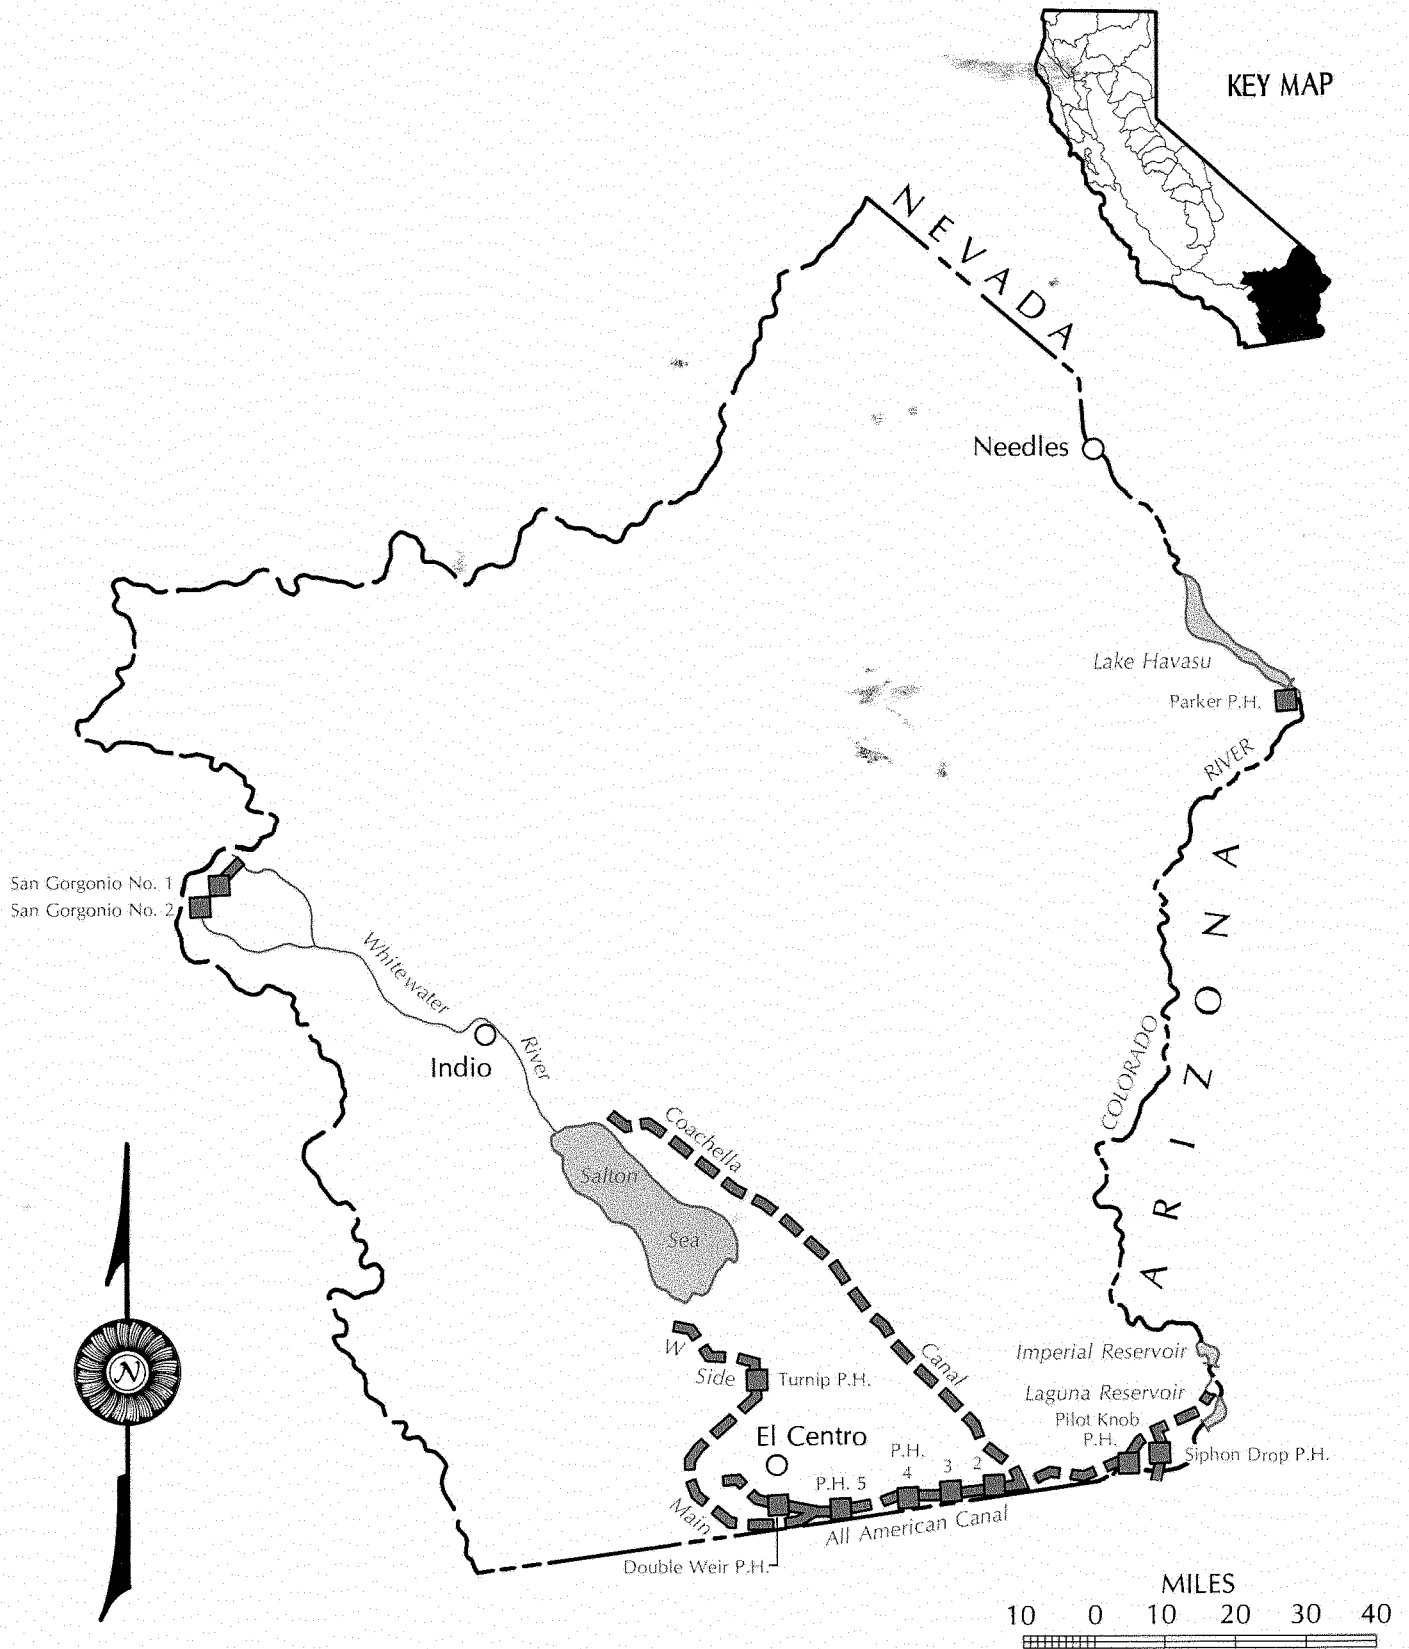 KEY MAP
NEVADA
Needles
Lake Havasu
Parker P.H.
RIVER
COLORADO
ARIZONA
San Gorgonio No. 1
San Gorgonio No. 2
Whitewater
River
Indio
Coachella
Canal
Salton
Sea
W
Side
Main
Turnip P.H.
Imperial Reservoir
Laguna Reservoir
Pilot Knob
P.H.
Siphon Drop P.H.
El Centro
P.H. 5
P.H.
4
3
2
All American Canal
Double Weir P.H.
N
MILES
10 0 10 20 30 40